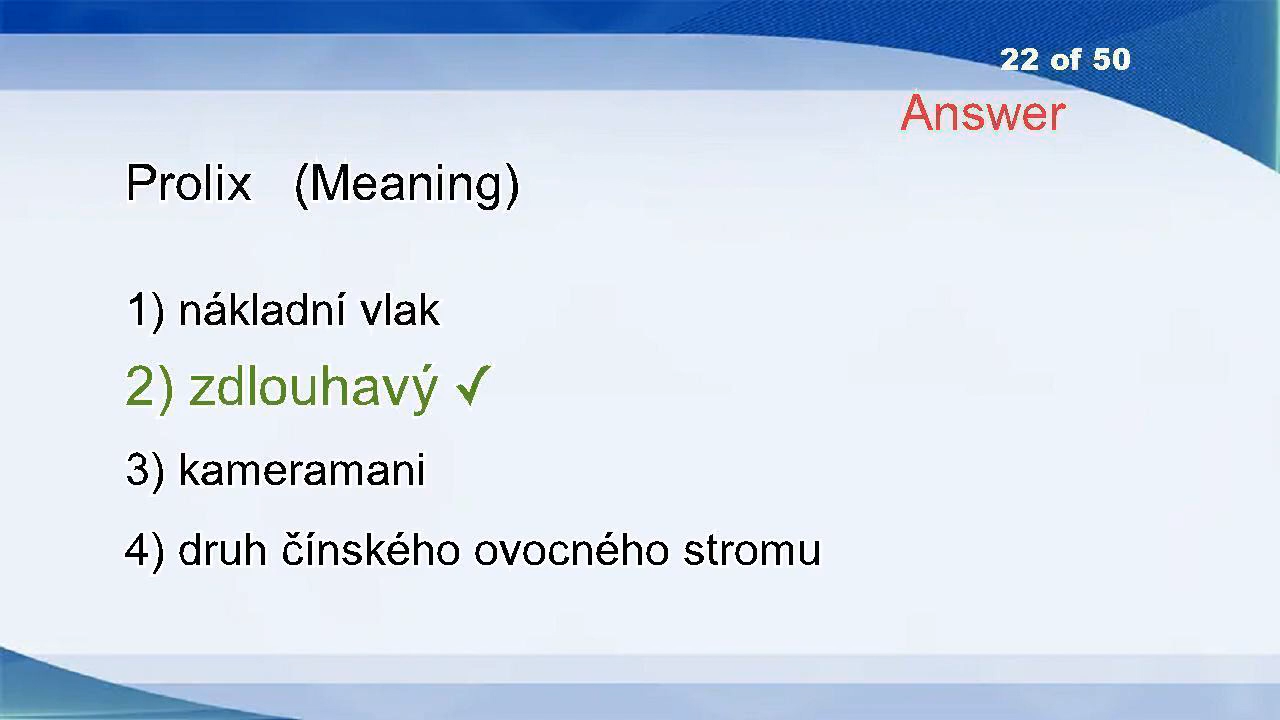 22 of 50
Answer
Prolix (Meaning)
1) nákladní vlak
2) zdlouhavý ✓
3) kameramani
4) druh čínského ovocného stromu